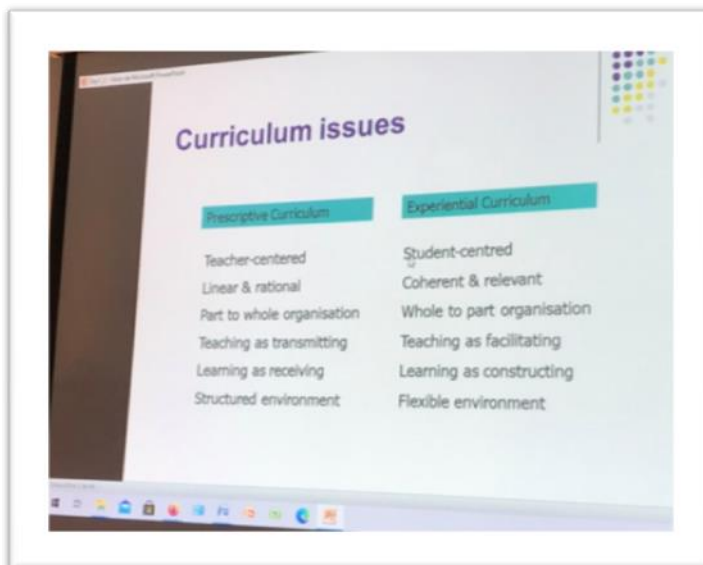 Curriculum issues
Prescriptive Curriculum
Teacher-centered
Linear & rational
Part to whole organisation
Teaching as transmitting
Learning as receiving
Structured environment
Experiential Curriculum
Student-centred
Coherent & relevant
Whole to part organisation
Teaching as facilitating
Learning as constructing
Flexible environment